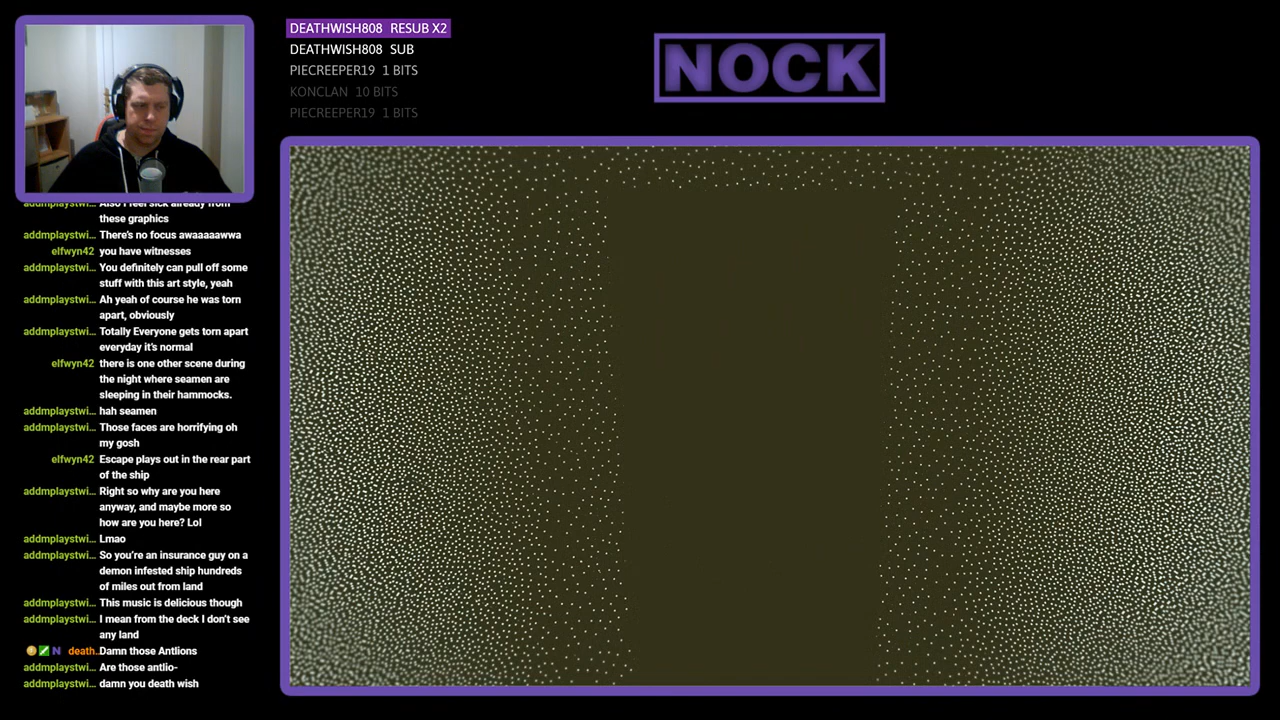 DEATHWISH808 RESUB X2
DEATHWISH808 SUB
PIECREEPER19 1 BITS
KONCLAN 10 BITS
PIECREEPER19 1 BITS
NOCK
addmplaystwi... Also I feel sick already from
these graphics
addmplaystwi... There's no focus awaaaaawwa
elfwyn42 you have witnesses
addmplaystwi... You definitely can pull off some
stuff with this art style, yeah
addmplaystwi... Ah yeah of course he was torn
apart, obviously
addmplaystwi... Totally Everyone gets torn apart
everyday it's normal
elfwyn42 there is one other scene during
the night where seamen are
sleeping in their hammocks.
addmplaystwi... hah seamen
addmplaystwi... Those faces are horrifying oh
my gosh
elfwyn42 Escape plays out in the rear part
of the ship
addmplaystwi... Right so why are you here
anyway, and maybe more so
how are you here? Lol
addmplaystwi... Lmao
addmplaystwi... So you're an insurance guy on a
demon infested ship hundreds
of miles out from land
addmplaystwi... This music is delicious though
addmplaystwi... I mean from the deck I don't see
any land
N death... Damn those Antlions
addmplaystwi... Are those antlio-
addmplaystwi... damn you death wish